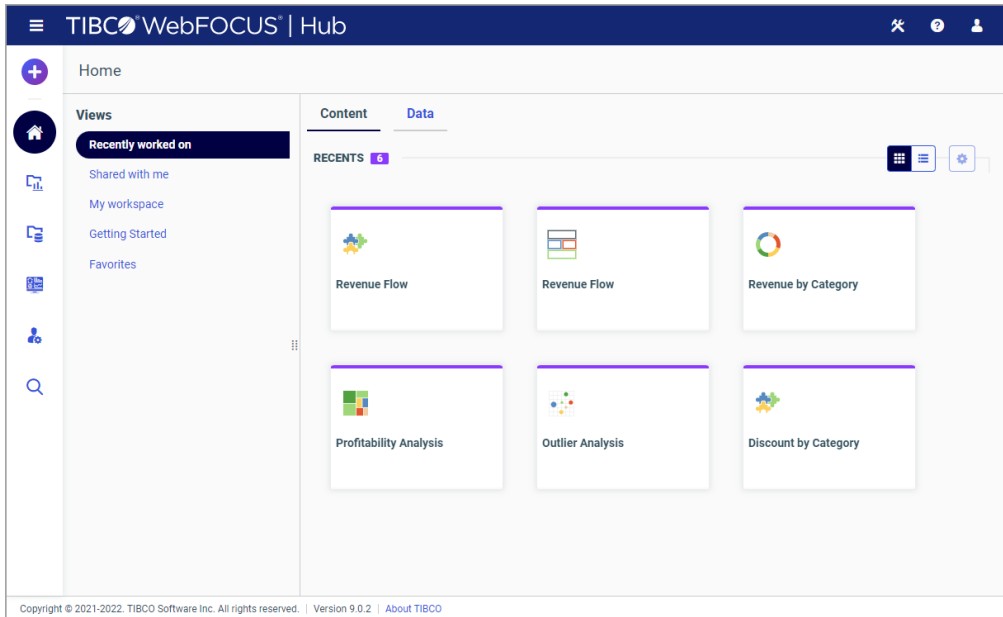 TIBCO® WebFOCUS® | Hub
Home
Views
Recently worked on
Shared with me
My workspace
Getting Started
Favorites
Content Data
RECENTS 6
Revenue Flow
Revenue Flow
Revenue by Category
Profitability Analysis
Outlier Analysis
Discount by Category
Copyright © 2021-2022. TIBCO Software Inc. All rights reserved. | Version 9.0.2 | About TIBCO